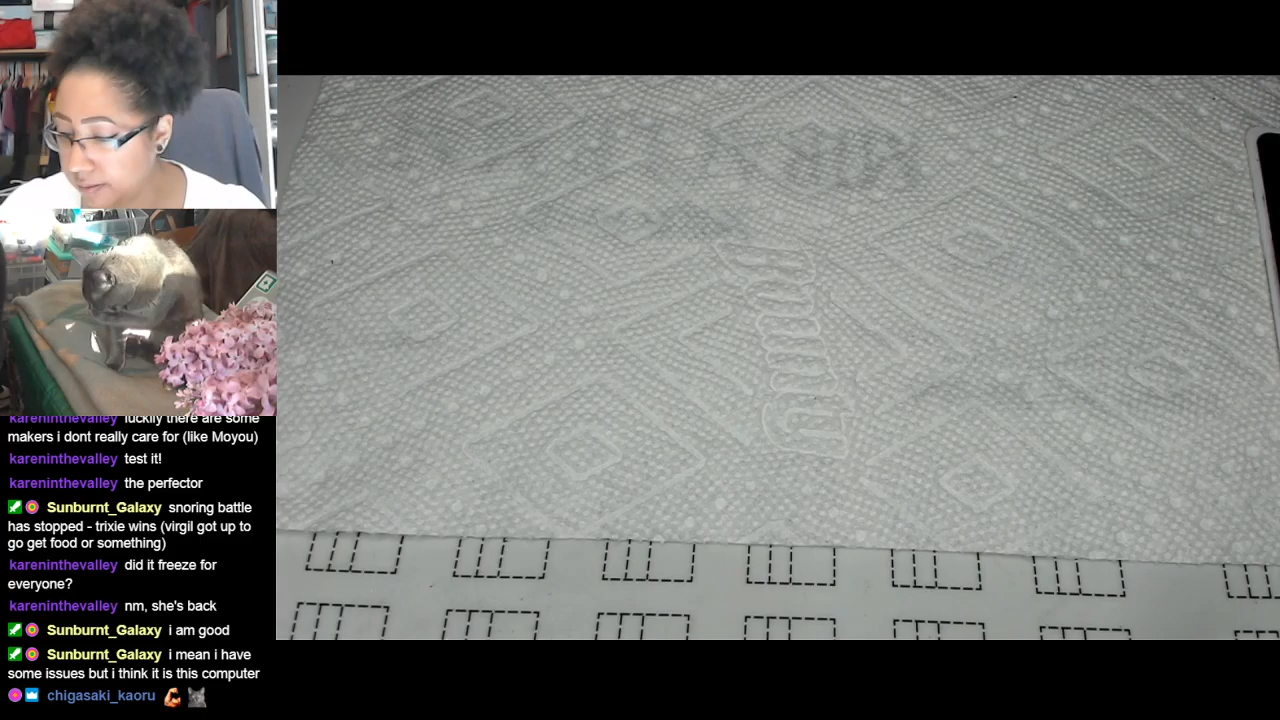 kareninthevalley luckily there are some
makers i dont really care for (like Moyou)
kareninthevalley test it!
kareninthevalley the perfector
Sunburnt_Galaxy snoring battle
has stopped - trixie wins (virgil got up to
go get food or something)
kareninthevalley did it freeze for
everyone?
kareninthevalley nm, she's back
Sunburnt_Galaxy i am good
Sunburnt_Galaxy i mean i have
some issues but i think it is this computer
chigasaki_kaoru